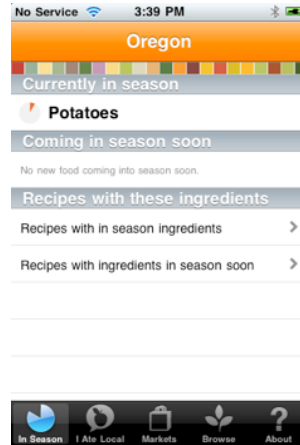 No Service 3:39 PM
Oregon
Currently in season
Potatoes
Coming in season soon
No new food coming into season soon.
Recipes with these ingredients
Recipes with in season ingredients
Recipes with ingredients in season soon
In Season I Ate Local Markets Browse About